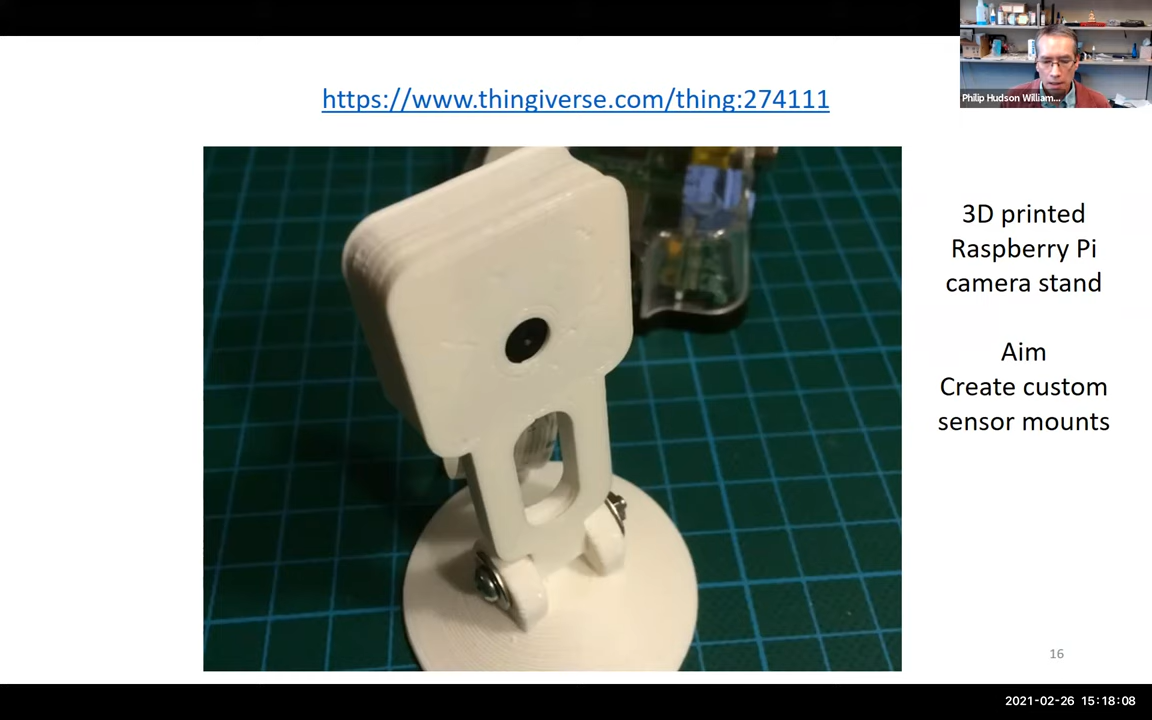 https://www.thingiverse.com/thing:274111
Philip Hudson William...
3D printed
Raspberry Pi
camera stand
Aim
Create custom
sensor mounts
16
2021-02-26 15:18:08